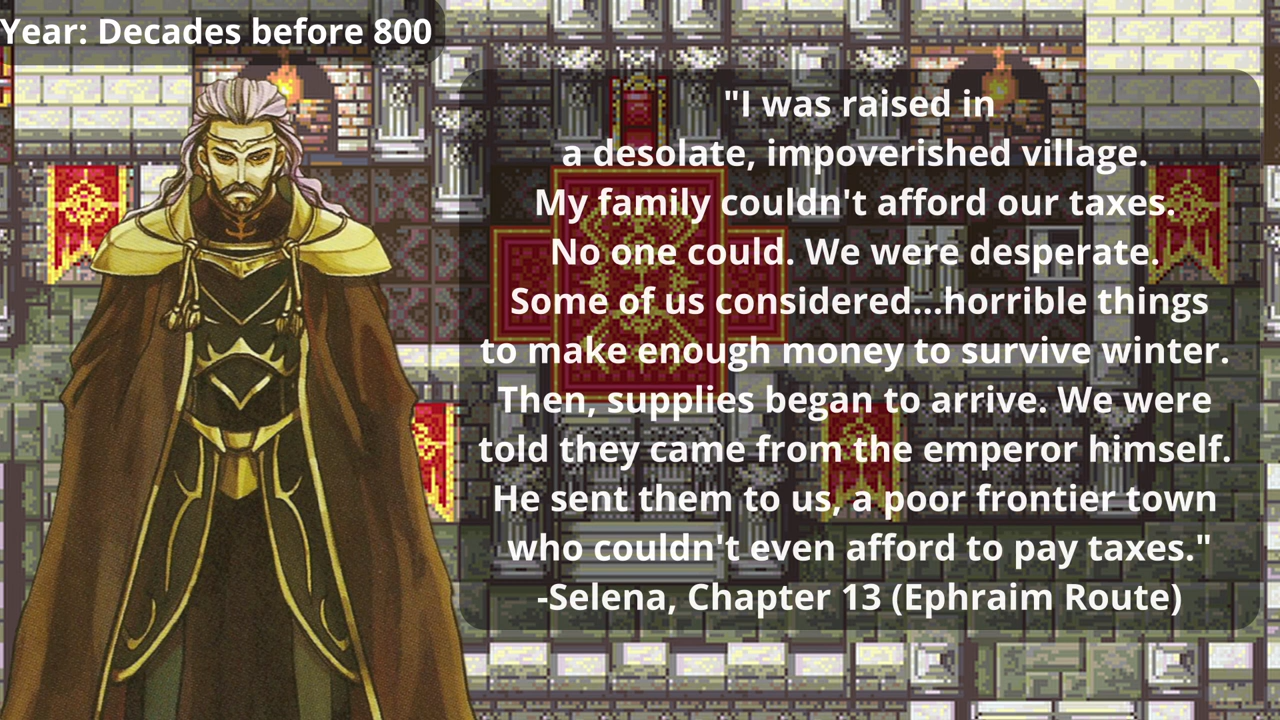 Year: Decades before 800
"I was raised in
a desolate, impoverished village.
My family couldn't afford our taxes.
No one could. We were desperate.
Some of us considered...horrible things
to make enough money to survive winter.
Then, supplies began to arrive. We were
told they came from the emperor himself.
He sent them to us, a poor frontier town
who couldn't even afford to pay taxes."
-Selena, Chapter 13 (Ephraim Route)